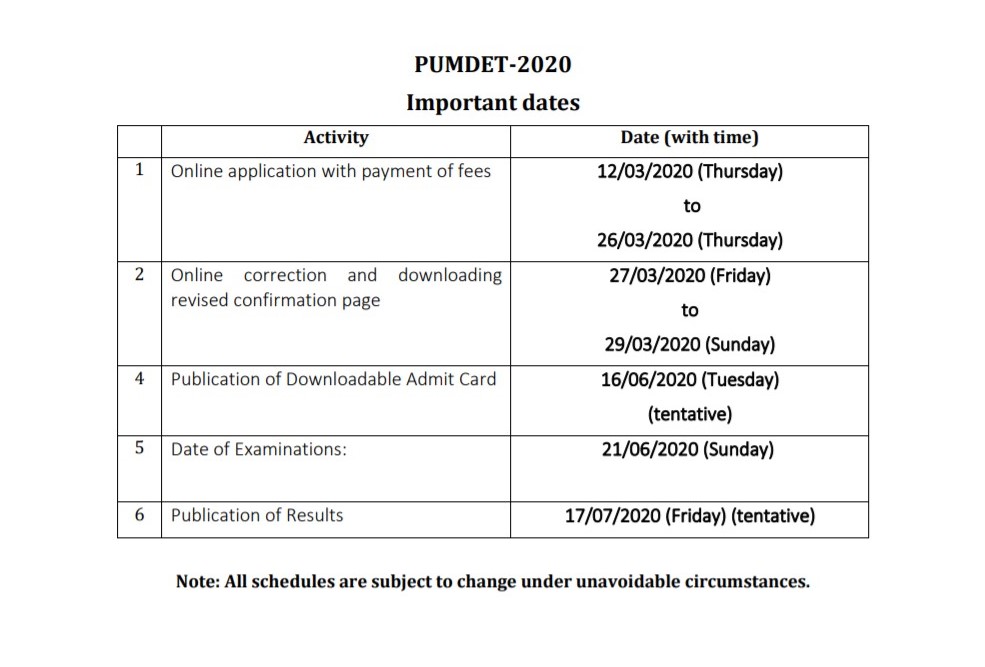 PUMDET-2020
Important dates
Activity Date (with time)
1 Online application with payment of fees 12/03/2020 (Thursday)
to
26/03/2020 (Thursday)
2 Online correction and downloading 27/03/2020 (Friday)
revised confirmation page
to
29/03/2020 (Sunday)
4 Publication of Downloadable Admit Card 16/06/2020 (Tuesday)
(tentative)
5 Date of Examinations: 21/06/2020 (Sunday)
6 Publication of Results 17/07/2020 (Friday) (tentative)
Note: All schedules are subject to change under unavoidable circumstances.